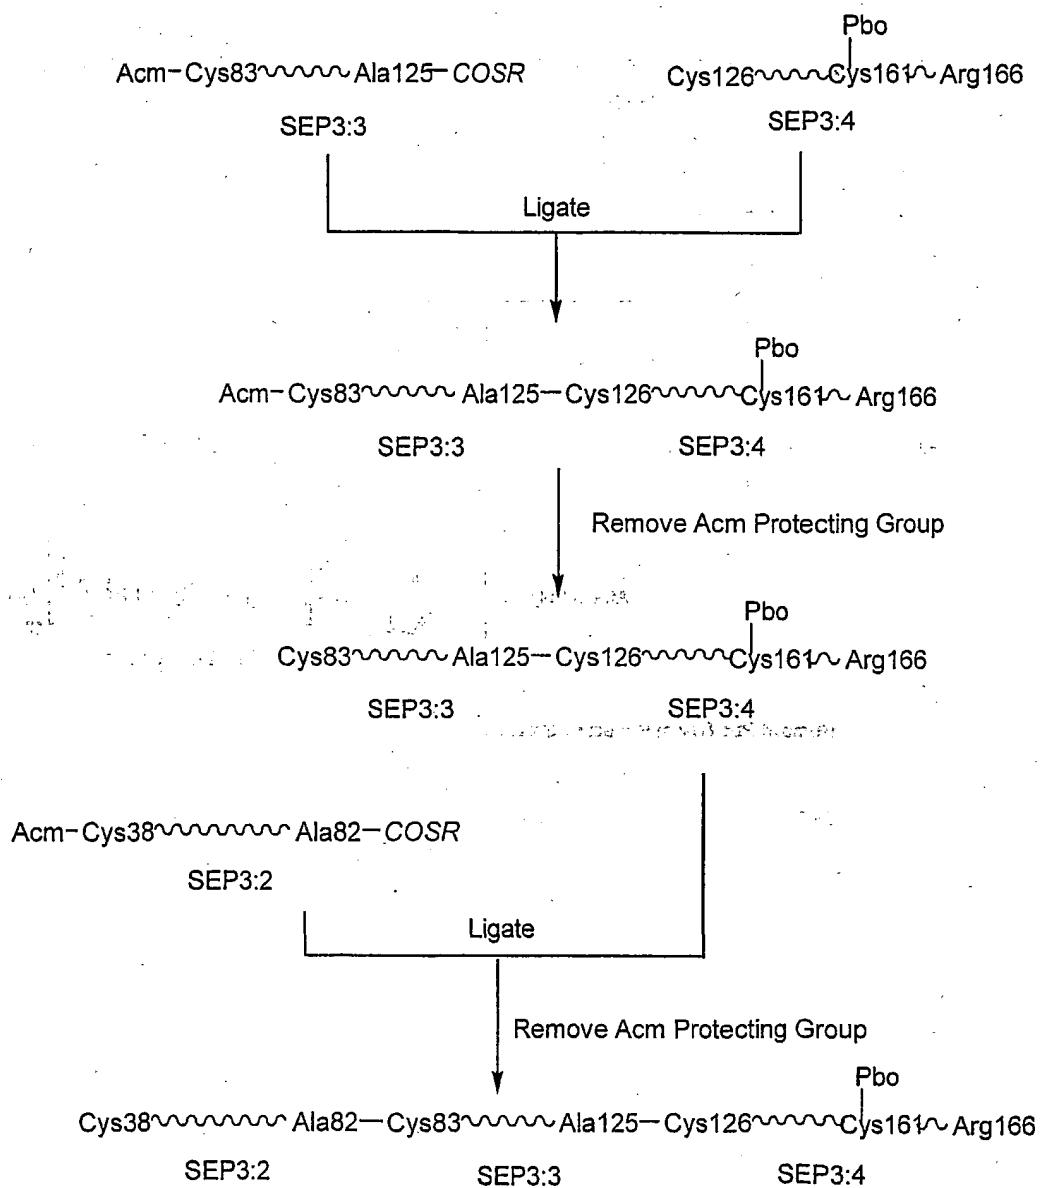 Pbo
Acm-Cys83 Ala125-COSR Cys126 Cys161 Arg166
SEP3:3 SEP3:4
Ligate
Pbo
Acm-Cys83 Ala125-Cys126 Cys161 Arg166
SEP3:3 SEP3:4
Remove Acm Protecting Group
Pbo
Cys83 Ala125-Cys126 Cys161 Arg166
SEP3:3 SEP3:4
Acm-Cys38 Ala82-COSR
SEP3:2
Ligate
Remove Acm Protecting Group
Pbo
Cys38 Ala82-Cys83 Ala125-Cys126 Cys161 Arg166
SEP3:2 SEP3:3 SEP3:4